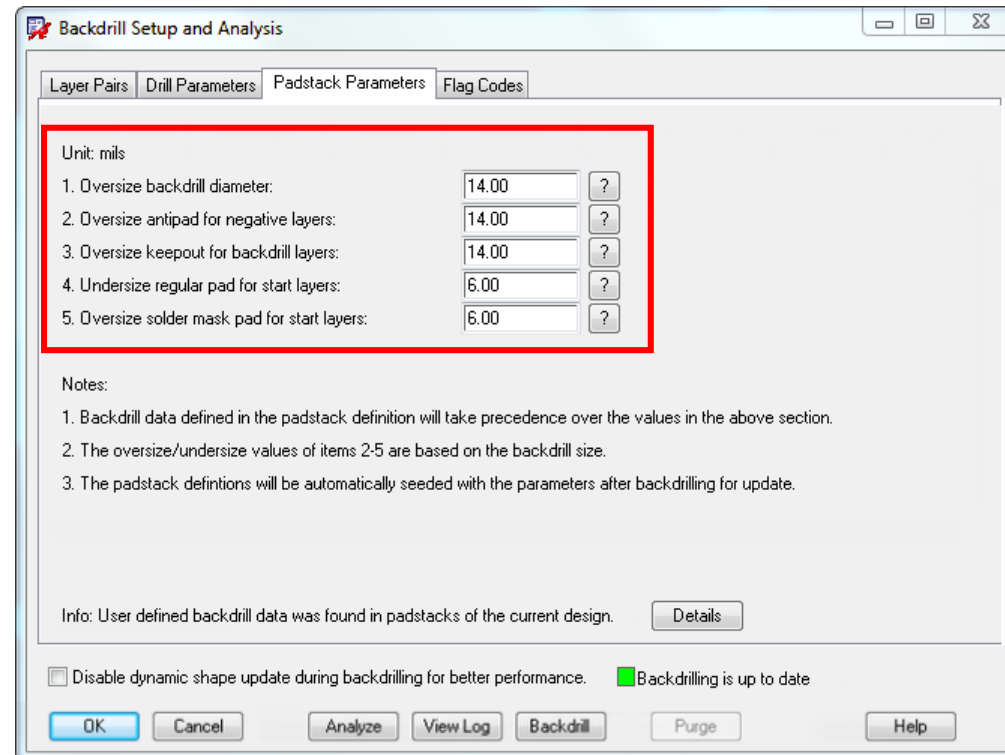 Backdrill Setup and Analysis
Layer Pairs Drill Parameters Padstack Parameters Flag Codes
Unit: mils
1. Oversize backdrill diameter: 14.00 ?
2. Oversize antipad for negative layers: 14.00 ?
3. Oversize keepout for backdrill layers: 14.00 ?
4. Undersize regular pad for start layers: 6.00 ?
5. Oversize solder mask pad for start layers: 6.00 ?
Notes:
1. Backdrill data defined in the padstack definition will take precedence over the values in the above section.
2. The oversize/undersize values of items 2-5 are based on the backdrill size.
3. The padstack defintions will be automatically seeded with the parameters after backdrilling for update.
Info: User defined backdrill data was found in padstacks of the current design. Details
Disable dynamic shape update during backdrilling for better performance. Backdrilling is up to date
OK Cancel Analyze View Log Backdrill Purge Help